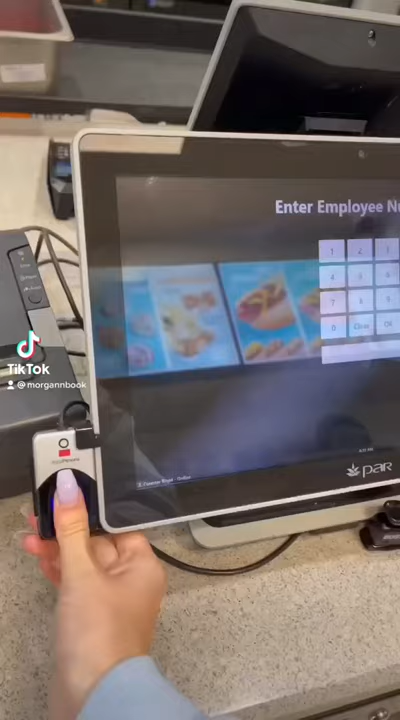 Enter Employee Nu
1 2 3
4 5 6
7 8 9
0 Clear OK
TikTok
@morgannbook
par